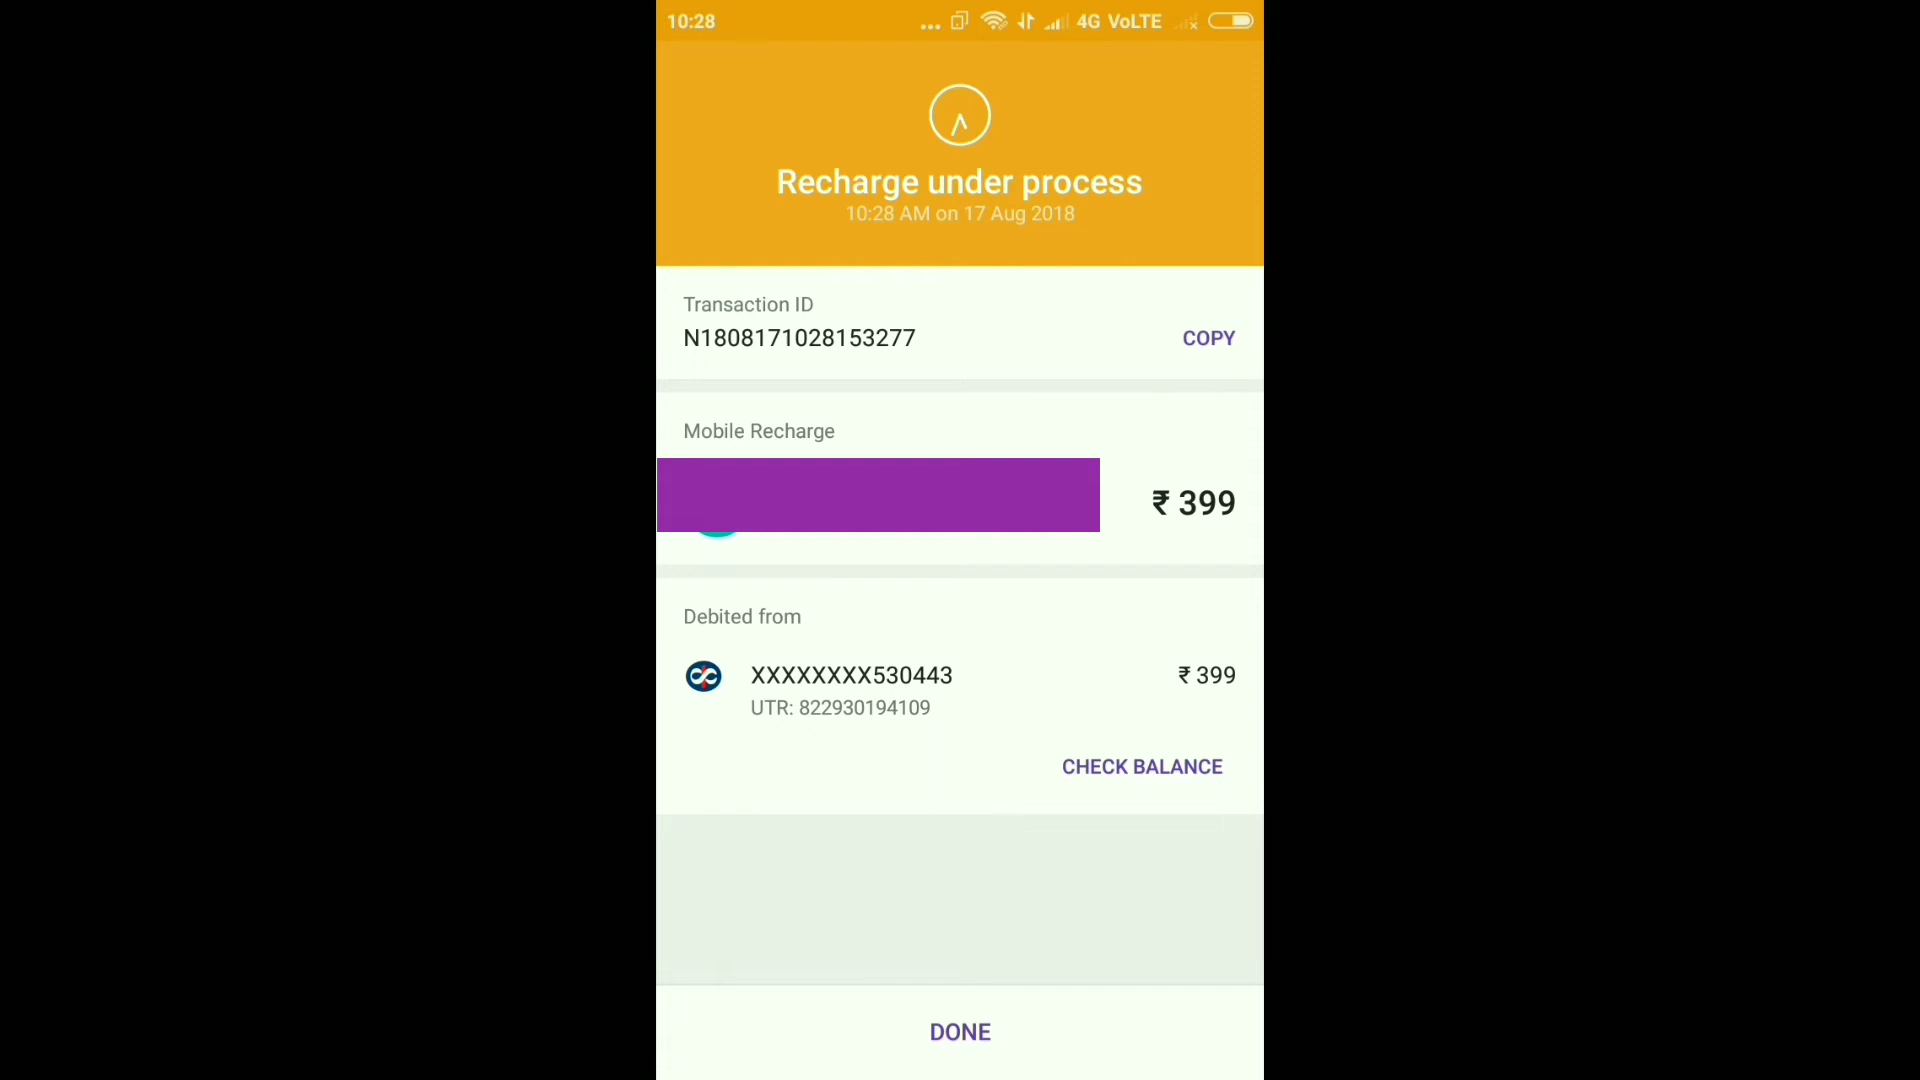 10:28 ... 4G VoLTE
Recharge under process
10:28 AM on 17 Aug 2018
Transaction ID
N1808171028153277 COPY
Mobile Recharge
₹ 399
Debited from
XXXXXXXX530443 ₹ 399
UTR: 822930194109
CHECK BALANCE
DONE